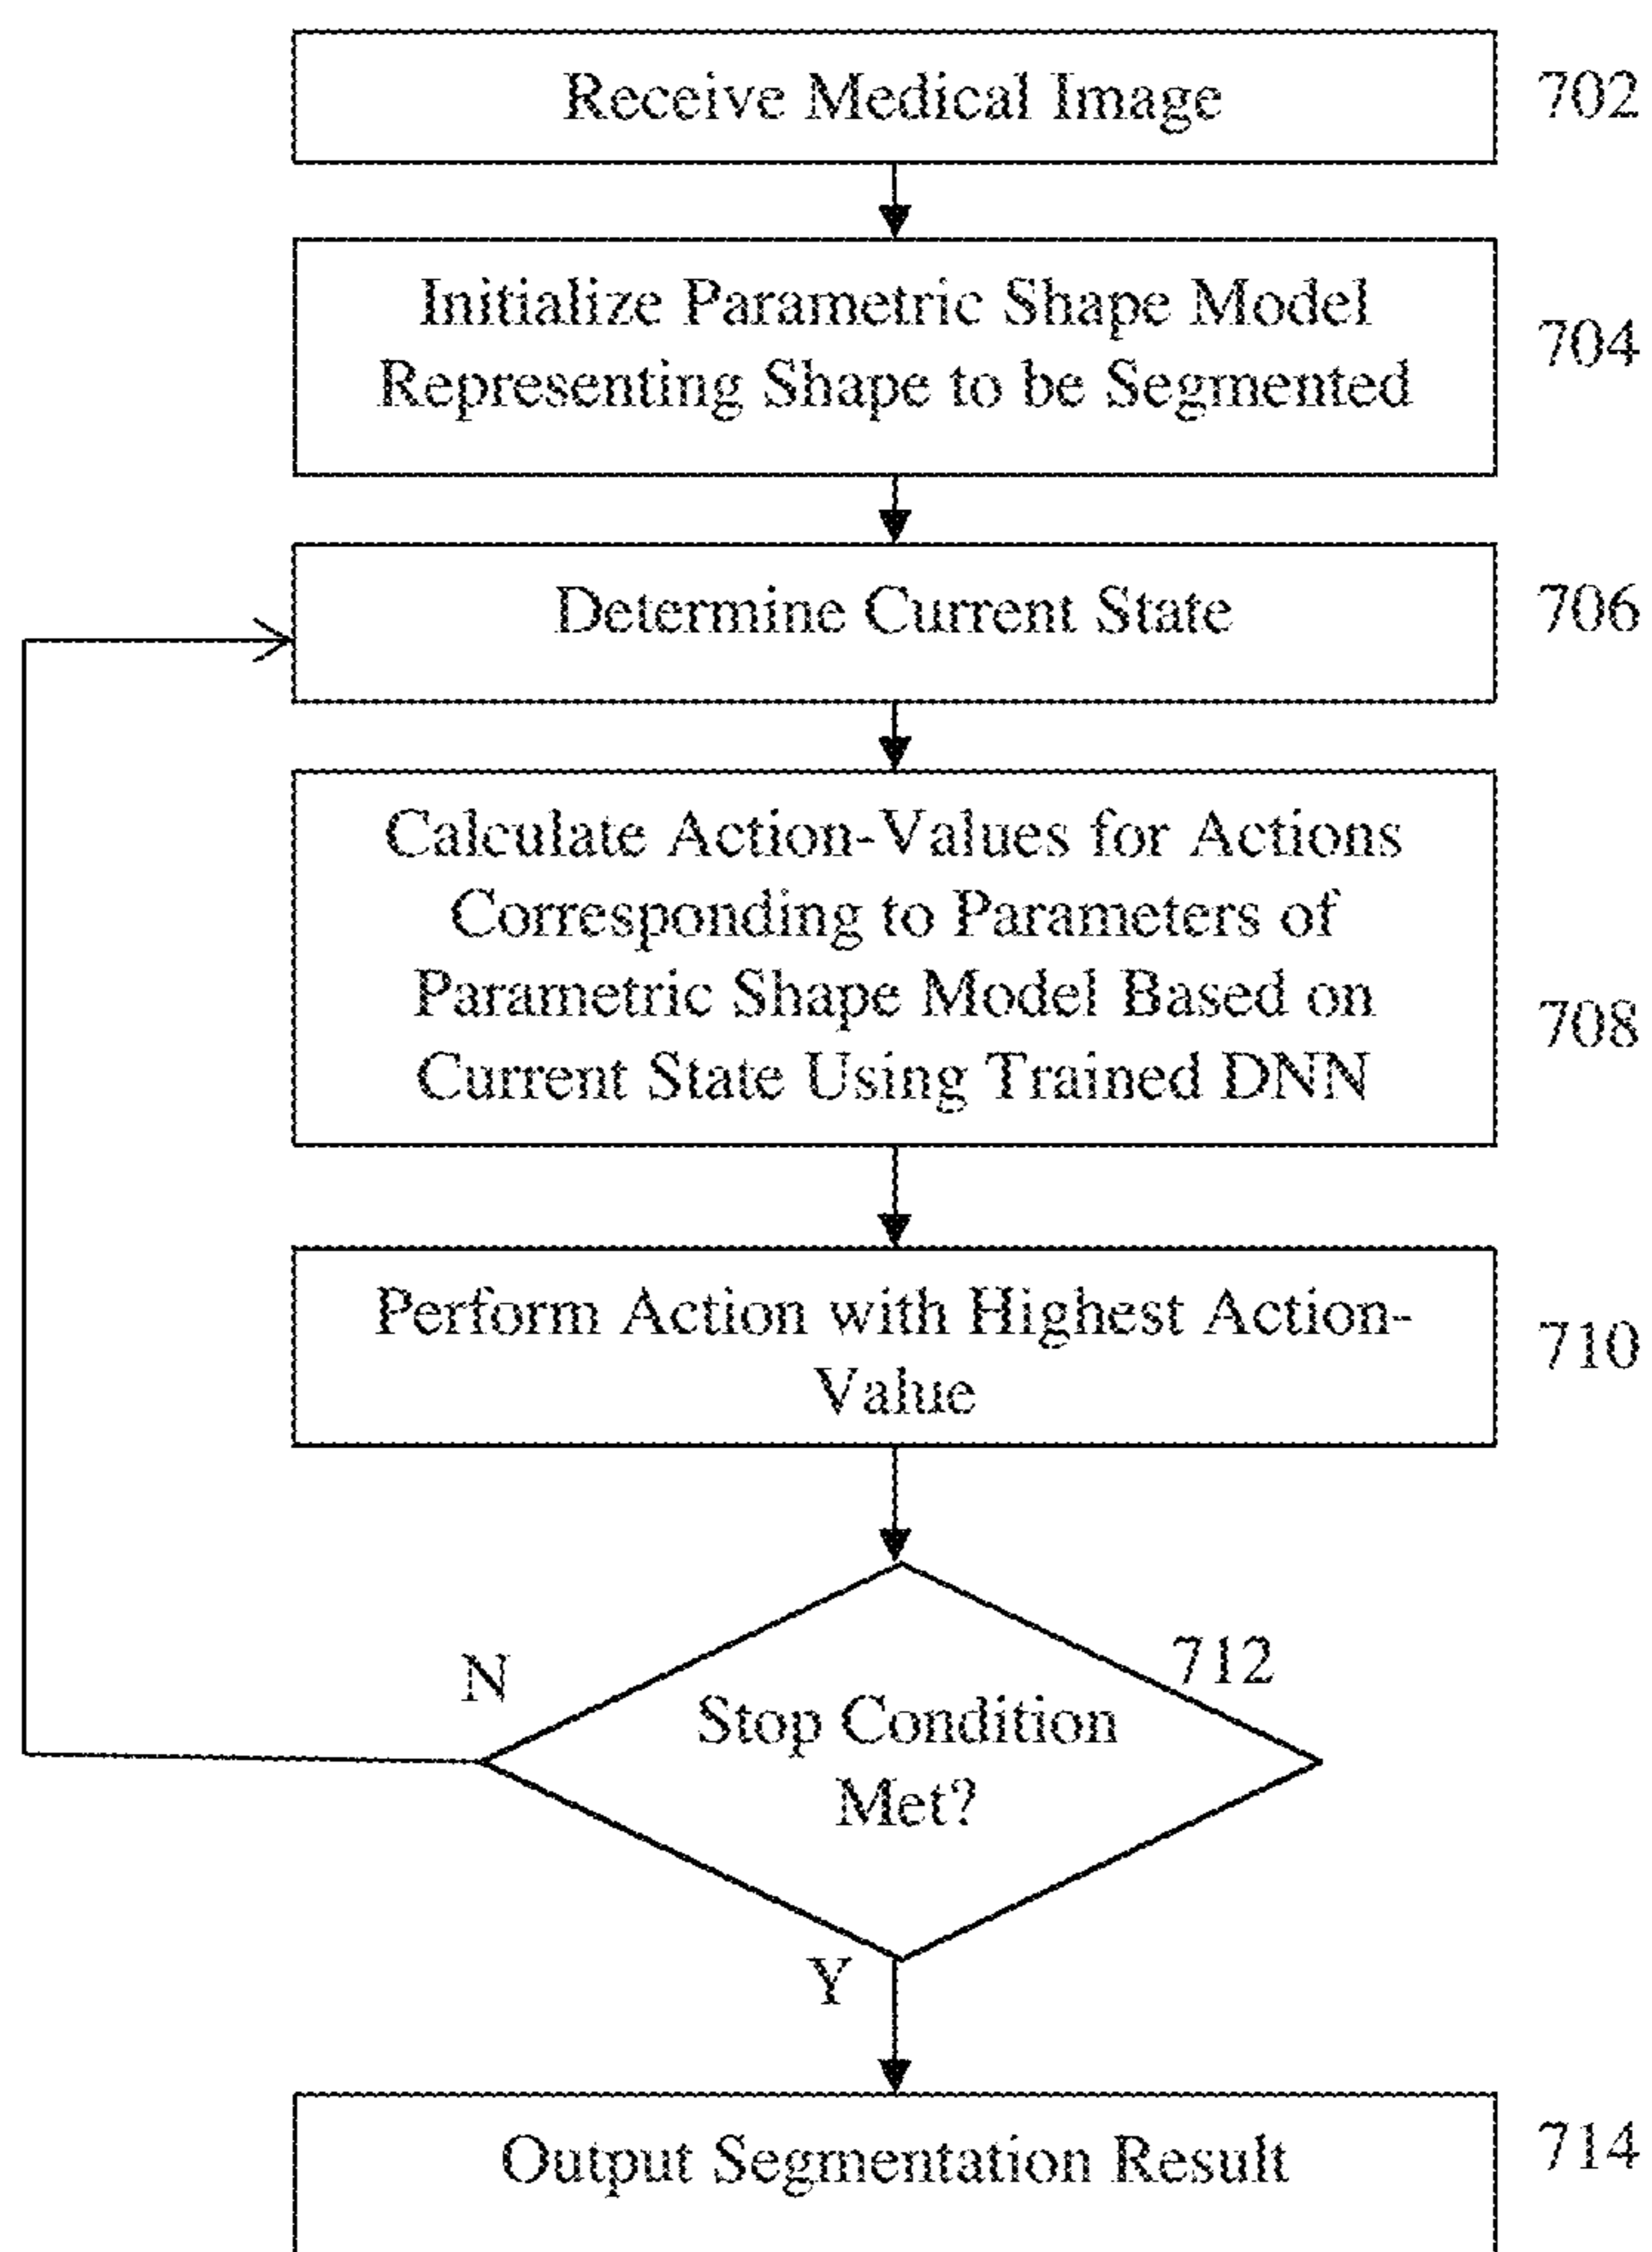 Receive Medical Image
702
Initialize Parametric Shape Model
Representing Shape to be Segmented
704
Determine Current State
706
Calculate Action-Values for Actions
Corresponding to Parameters of
Parametric Shape Model Based on
Current State Using Trained DNN
708
Perform Action with Highest Action-
Value
710
N
712
Stop Condition
Met?
Y
Output Segmentation Result
714